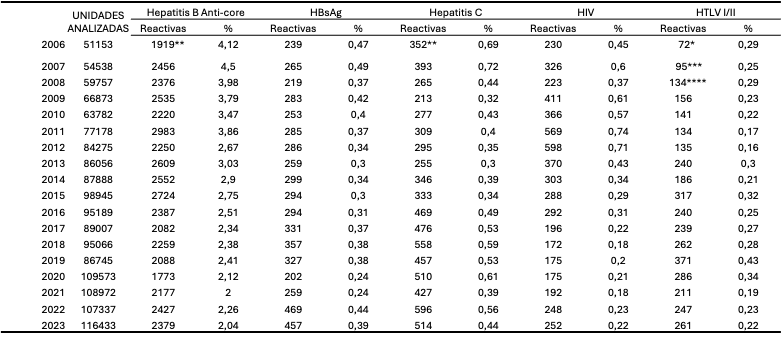 UNIDADES ANALIZADAS Hepatitis B Anti-core HBsAg Hepatitis C HIV HTLV I/II
Reactivas % Reactivas % Reactivas % Reactivas % Reactivas %
2006 51153 1919** 4,12 239 0,47 352** 0,69 230 0,45 72* 0,29
2007 54538 2456 4,5 265 0,49 393 0,72 326 0,6 95*** 0,25
2008 59757 2376 3,98 219 0,37 265 0,44 223 0,37 134**** 0,29
2009 66873 2535 3,79 283 0,42 213 0,32 411 0,61 156 0,23
2010 63782 2220 3,47 253 0,4 277 0,43 366 0,57 141 0,22
2011 77178 2983 3,86 285 0,37 309 0,4 569 0,74 134 0,17
2012 84275 2250 2,67 286 0,34 295 0,35 598 0,71 135 0,16
2013 86056 2609 3,03 259 0,3 255 0,3 370 0,43 240 0,3
2014 87888 2552 2,9 299 0,34 346 0,39 303 0,34 186 0,21
2015 98945 2724 2,75 294 0,3 333 0,34 288 0,29 317 0,32
2016 95189 2387 2,51 294 0,31 469 0,49 292 0,31 240 0,25
2017 89007 2082 2,34 331 0,37 476 0,53 196 0,22 239 0,27
2018 95066 2259 2,38 357 0,38 558 0,59 172 0,18 262 0,28
2019 86745 2088 2,41 327 0,38 457 0,53 175 0,2 371 0,43
2020 109573 1773 2,12 202 0,24 510 0,61 175 0,21 286 0,34
2021 108972 2177 2 259 0,24 427 0,39 192 0,18 211 0,19
2022 107337 2427 2,26 469 0,44 596 0,56 248 0,23 247 0,23
2023 116433 2379 2,04 457 0,39 514 0,44 252 0,22 261 0,22